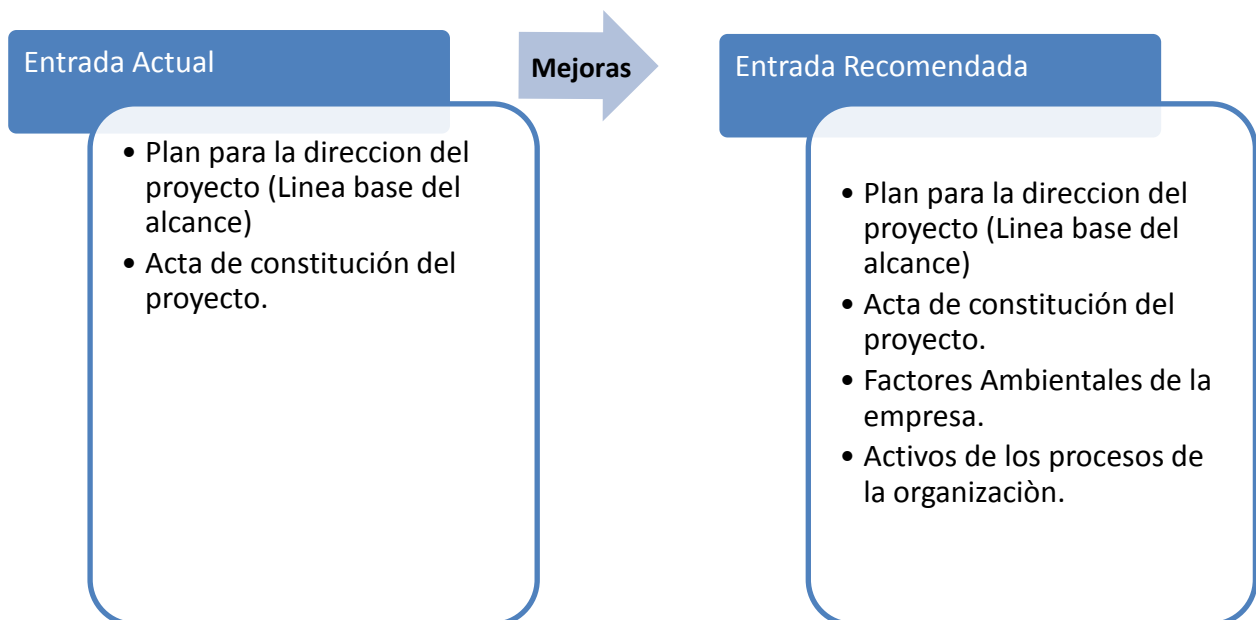 Entrada Actual
• Plan para la direccion del
proyecto (Linea base del
alcance)
• Acta de constitución del
proyecto.
Mejoras
Entrada Recomendada
• Plan para la direccion del
proyecto (Linea base del
alcance)
• Acta de constitución del
proyecto.
• Factores Ambientales de la
empresa.
• Activos de los procesos de
la organizaciòn.